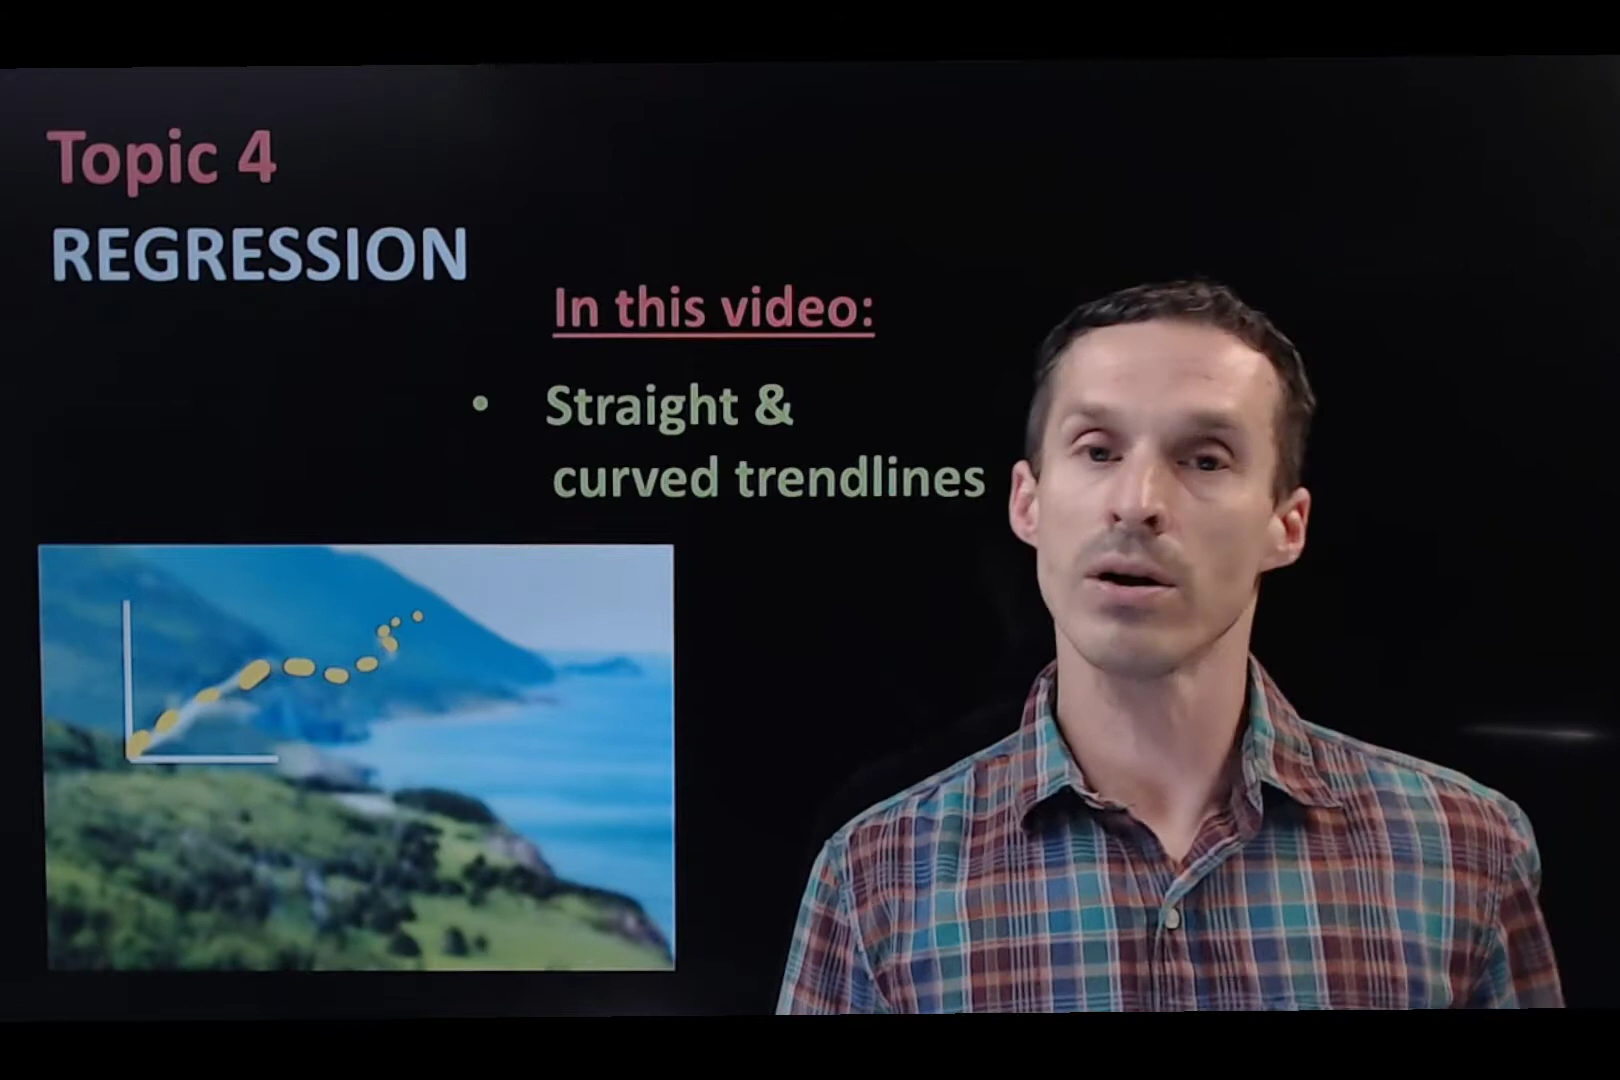 Topic 4
REGRESSION
In this video:
• Straight &
curved trendlines